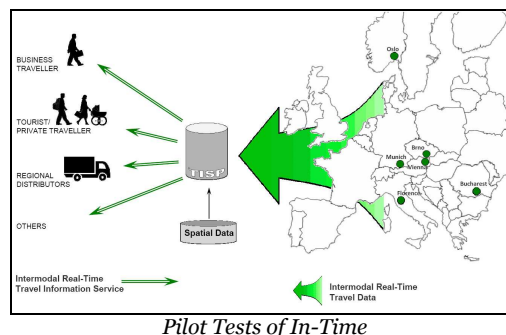 BUSINESS
TRAVELLER
TOURIST/
PRIVATE TRAVELLER
REGIONAL
DISTRIBUTORS
OTHERS
TISP
Spatial Data
Oslo
Brno
Munich
Vienna
Florence
Bucharest
Intermodal Real-Time
Travel Information Service
Intermodal Real-Time
Travel Data
Pilot Tests of In-Time